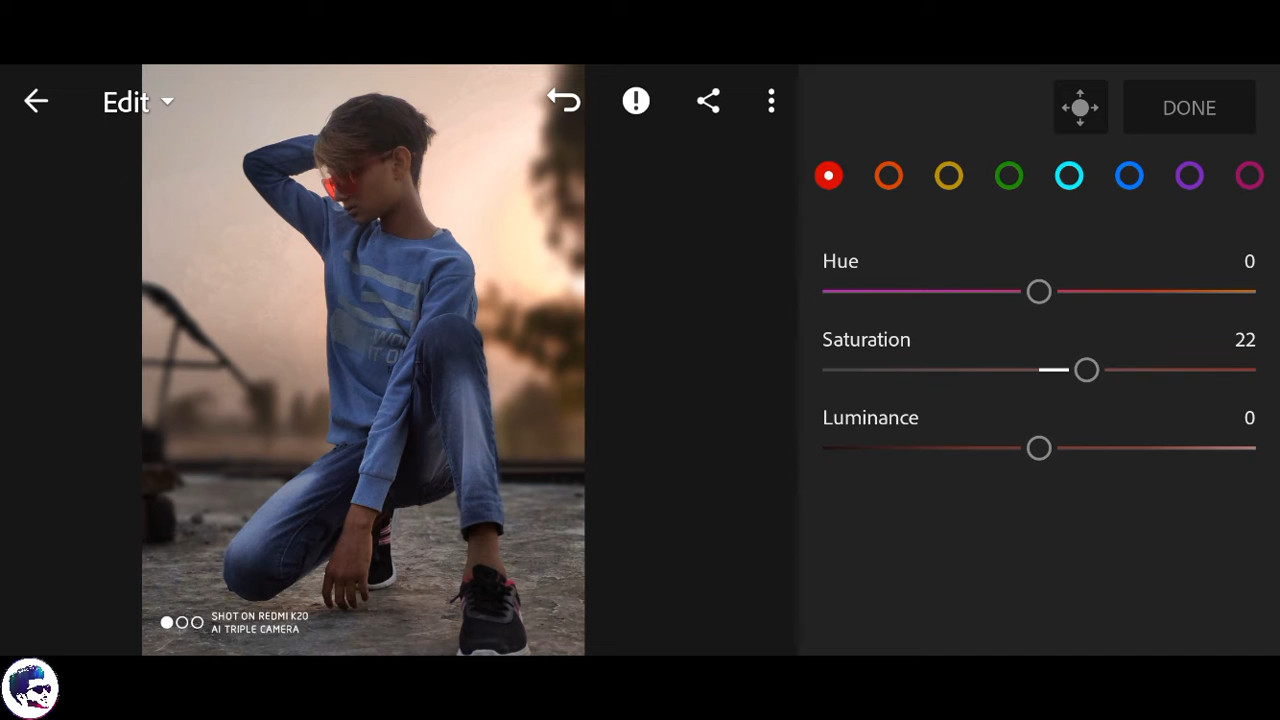 Edit
DONE
Hue 0
Saturation 22
Luminance 0
SHOT ON REDMI K20
AI TRIPLE CAMERA